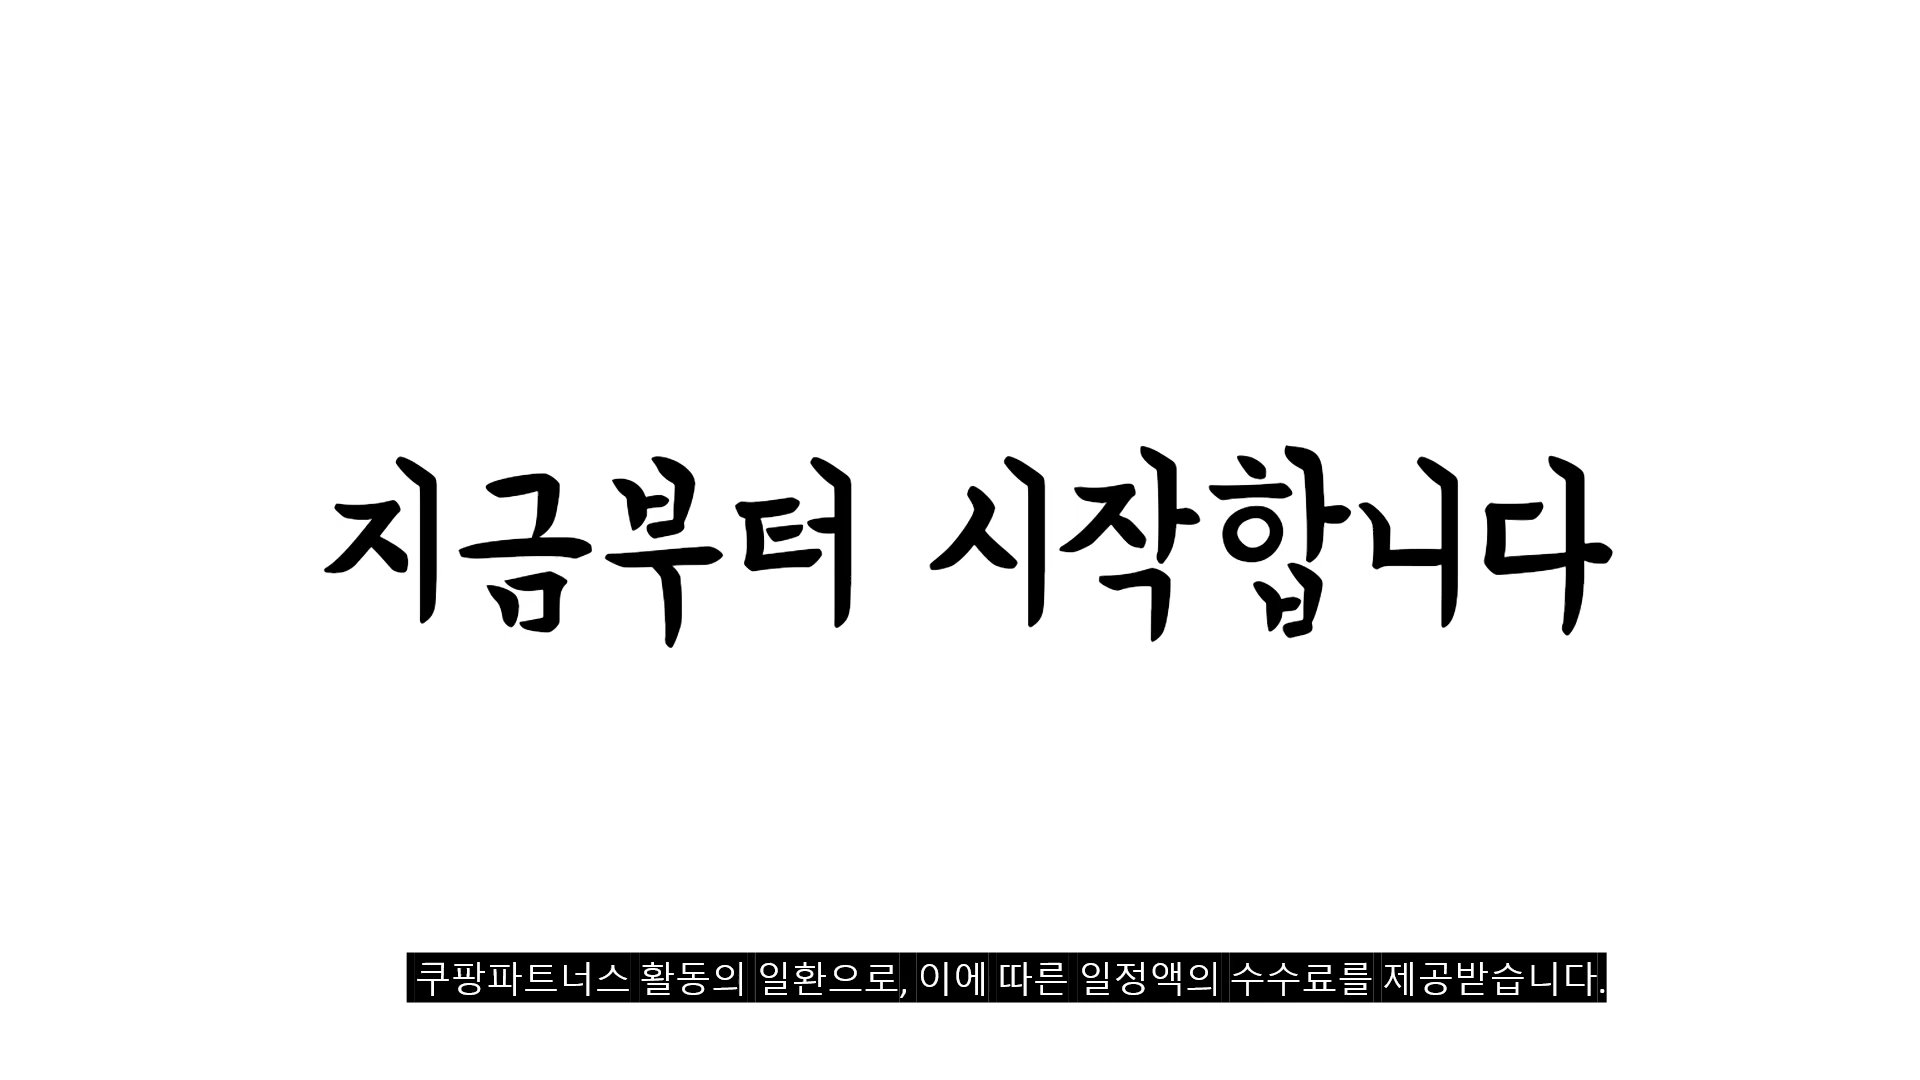 지금부터 시작합니다
쿠팡파트너스 활동의 일환으로, 이에 따른 일정액의 수수료를 제공받습니다.